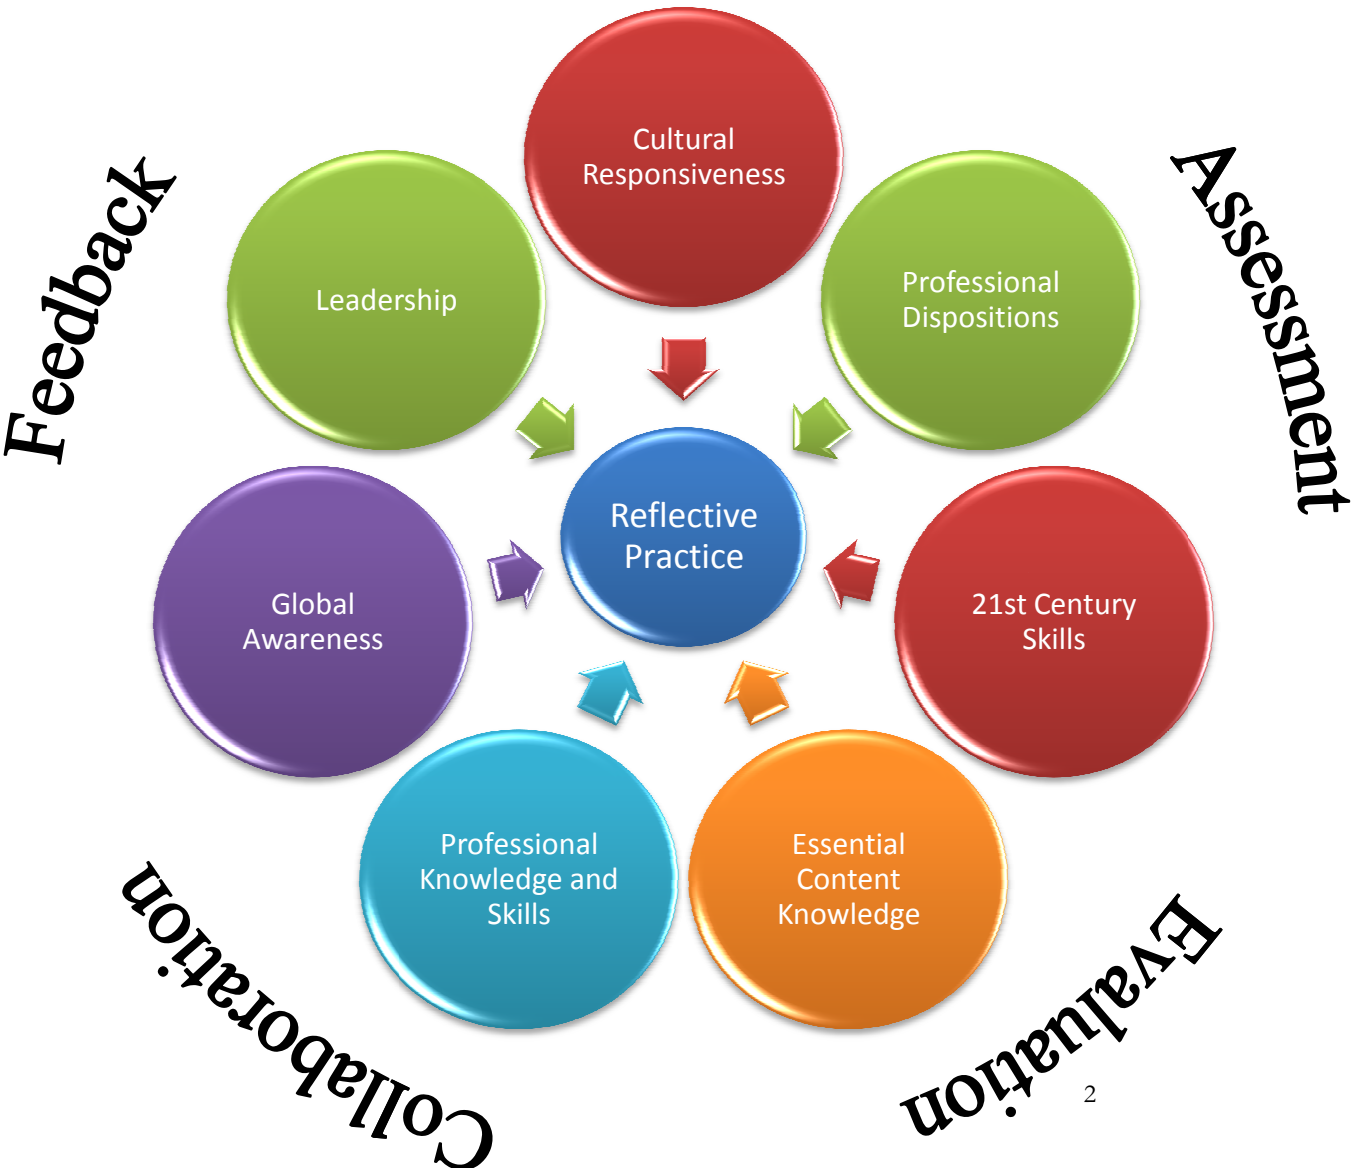 Cultural
Responsiveness
Professional
Dispositions
21st Century
Skills
Essential
Content
Knowledge
Professional
Knowledge and
Skills
Global
Awareness
Leadership
Reflective
Practice
Feedback
Assessment
Evaluation
Collaboration
2